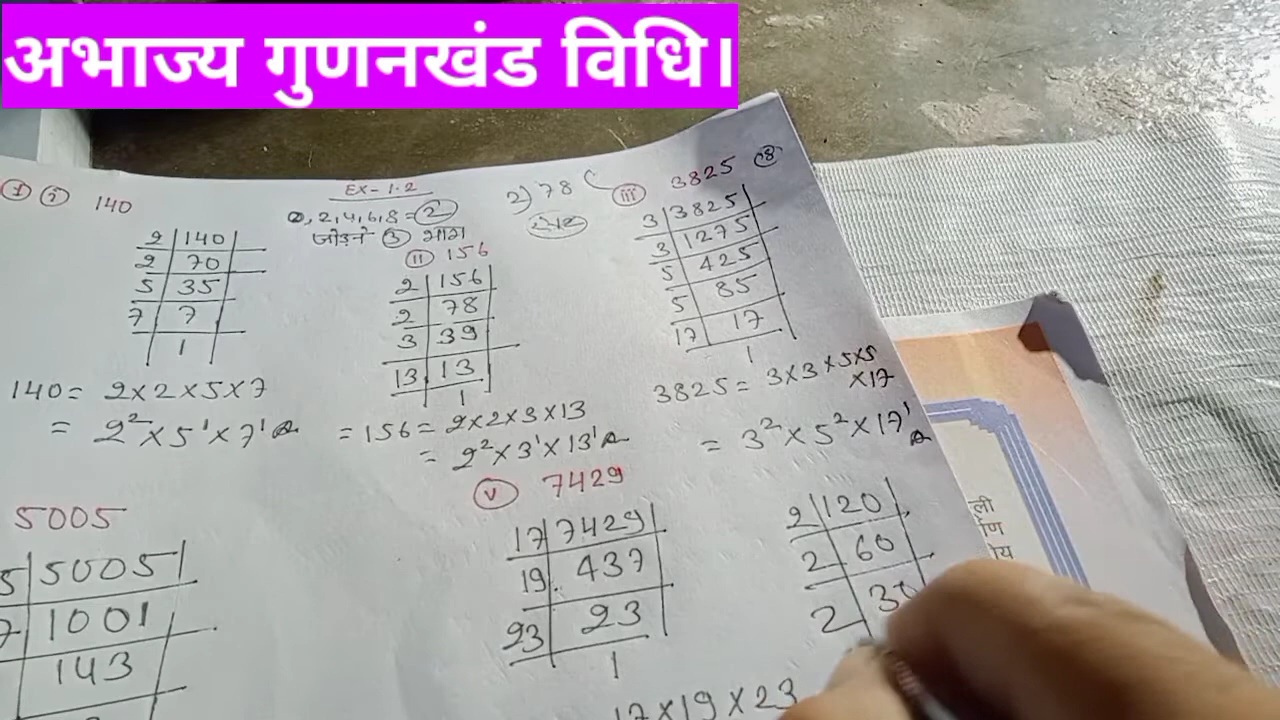 अभाज्य गुणनखंड विधि।
Ex-1.2
1 i 140
2 140
2 70
5 35
7 7
1
140 = 2×2×5×7
= 2²×5¹×7¹
0, 2, 4, 6, 8 = 2
जोड़ने 3 भाग
2) 78 (
ii 156
2 156
2 78
3 39
13 13
1
= 156 = 2×2×3×13
= 2²×3¹×13¹
iii 3825
3 3825
3 1275
5 425
5 85
17 17
1
3825 = 3×3×5×5
×17
= 3²×5²×17¹
5005
5 5005
7 1001
143
v 7429
17 7429
19 437
23 23
1
17×19×23
2 120
2 60
2 30
ली